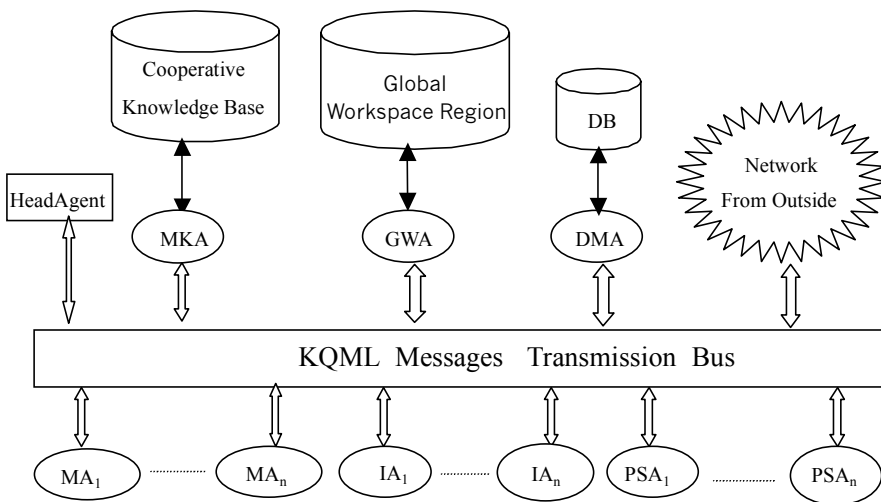 Cooperative
Knowledge Base
Global
Workspace Region
DB
Network
From Outside
HeadAgent
MKA
GWA
DMA
KQML Messages Transmission Bus
MA1
MAn
IA1
IAn
PSA1
PSAn